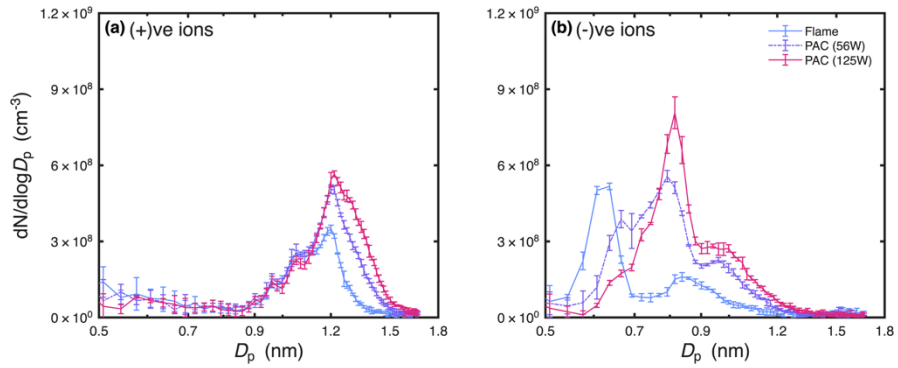 (a) (+)ve ions
(b) (-)ve ions
Flame
PAC (56W)
PAC (125W)
dN/dlogDₚ (cm⁻³)
1.2 × 10⁹
9 × 10⁸
6 × 10⁸
3 × 10⁸
0 × 10⁰
0.5 0.7 0.9 1.2 1.5 1.8
Dₚ (nm)
1.2 × 10⁹
9 × 10⁸
6 × 10⁸
3 × 10⁸
0 × 10⁰
0.5 0.7 0.9 1.2 1.5 1.8
Dₚ (nm)